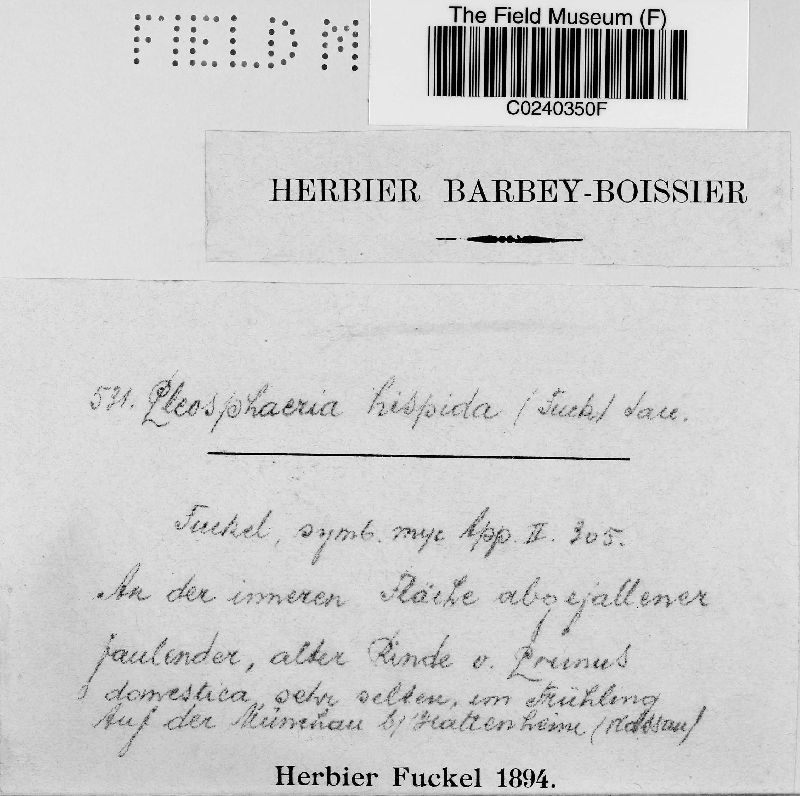 FIELD M
The Field Museum (F)
C0240350F
HERBIER BARBEY-BOISSIER
531. Pleosphaeria hispida (Fuck) Sacc.
Fuckel, symb. myc App. II. 305.
An der inneren Fläche abgefallener
faulender, alter Rinde v. Prunus
domestica, sehr selten, im Frühling
Auf der Münchau b/ Hattenheim (Nassau)
Herbier Fuckel 1894.